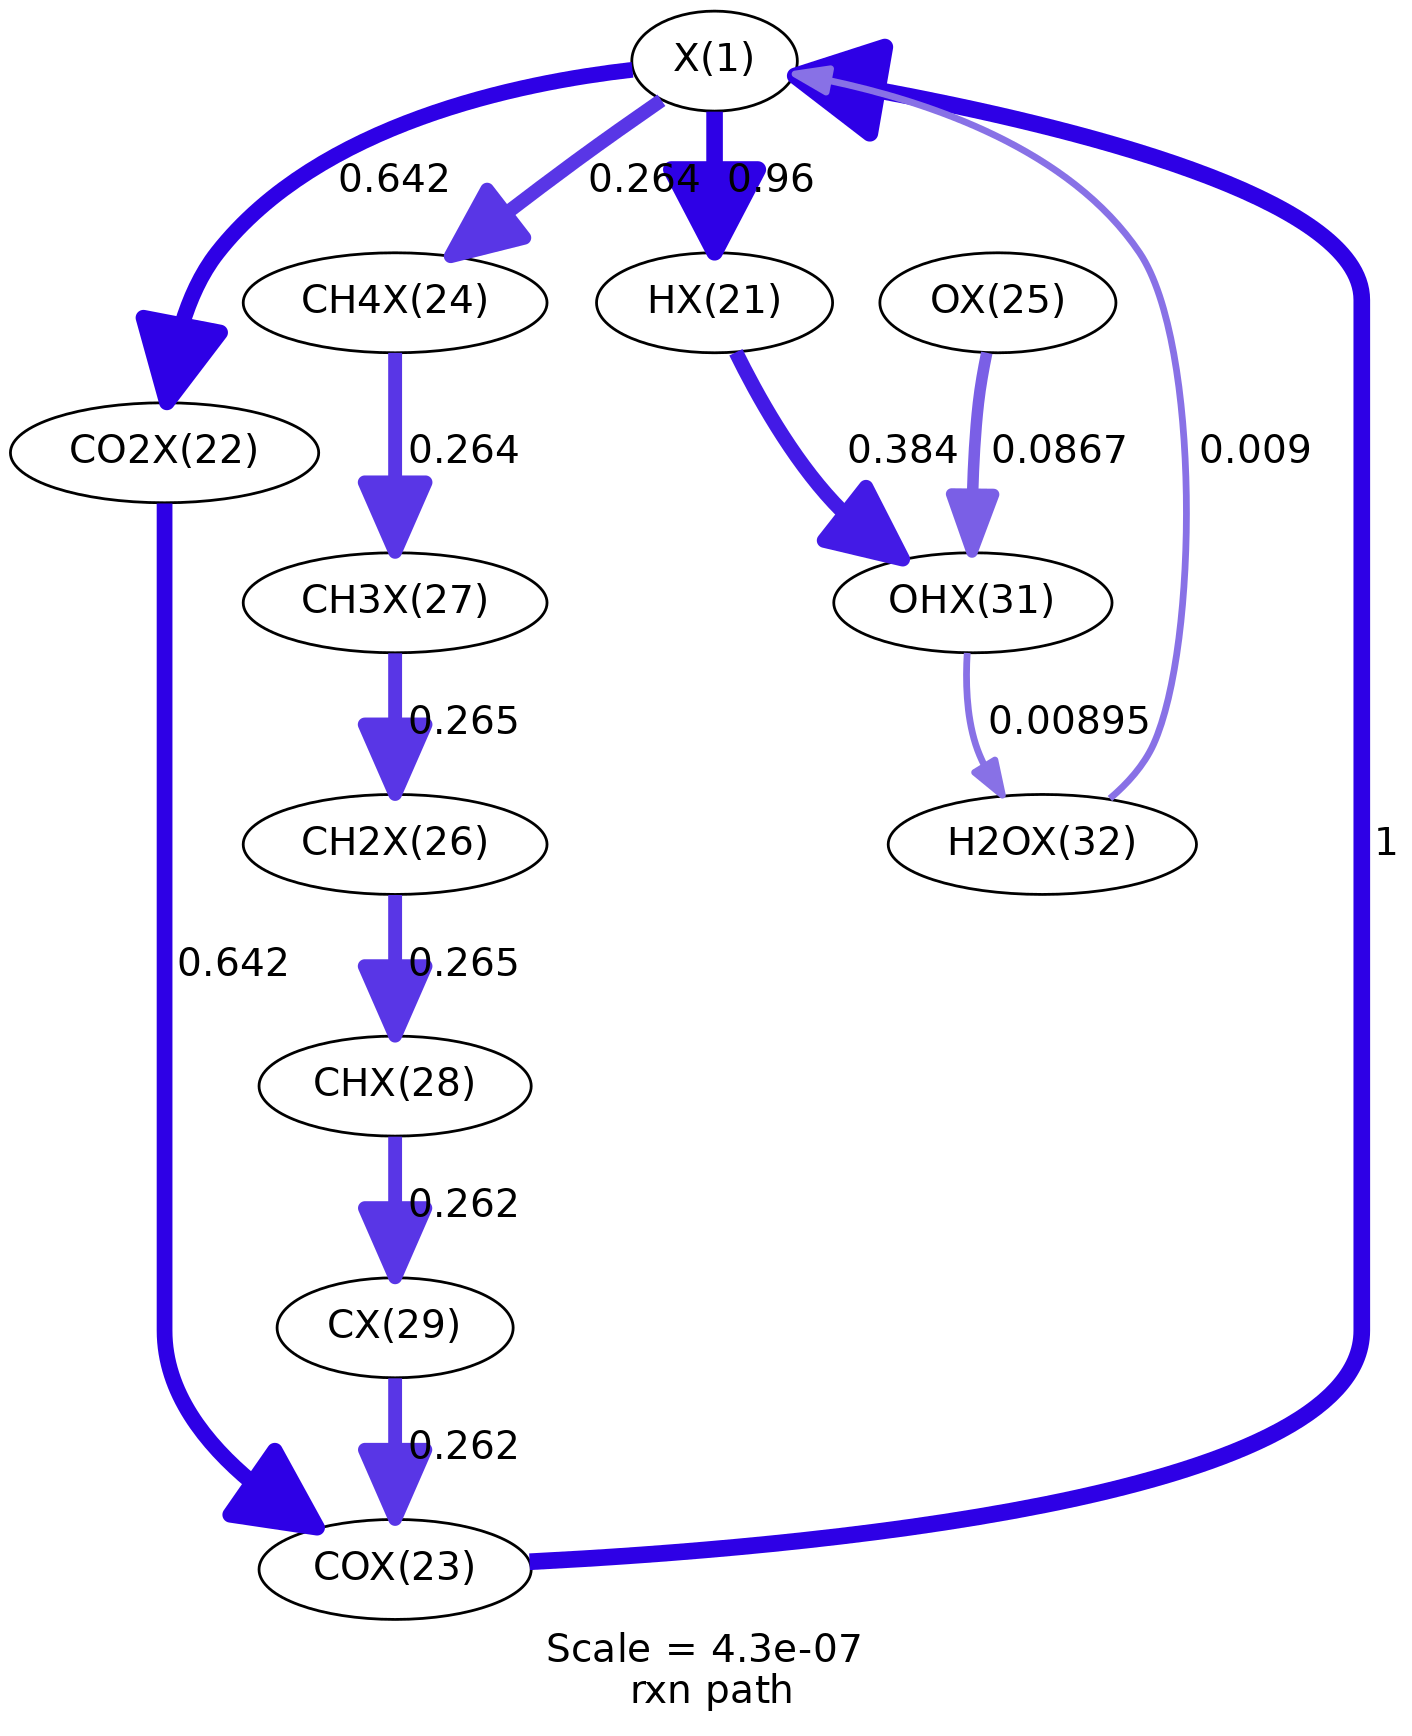 X(1)
0.642
0.264
0.96
CH4X(24)
HX(21)
OX(25)
CO2X(22)
0.264
0.384
0.0867
0.009
CH3X(27)
OHX(31)
0.265
0.00895
CH2X(26)
H2OX(32)
1
0.642
0.265
CHX(28)
0.262
CX(29)
0.262
COX(23)
Scale = 4.3e-07
rxn path